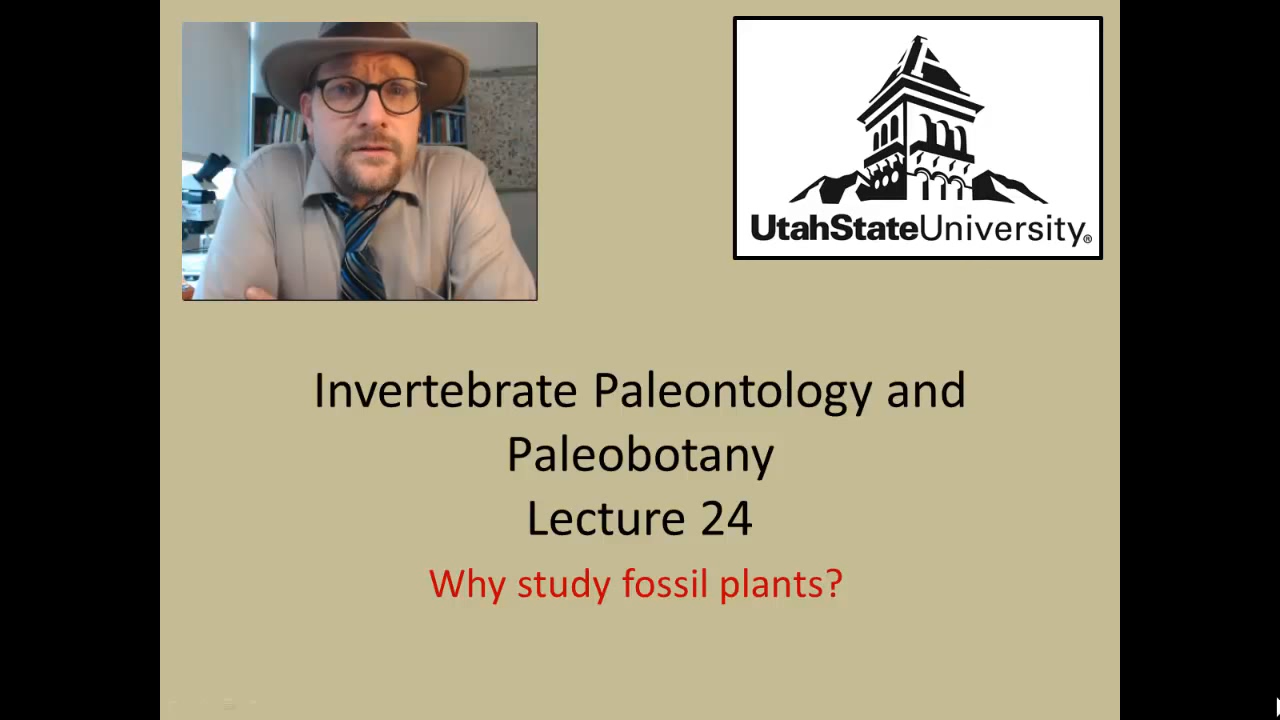 UtahStateUniversity®
Invertebrate Paleontology and
Paleobotany
Lecture 24
Why study fossil plants?